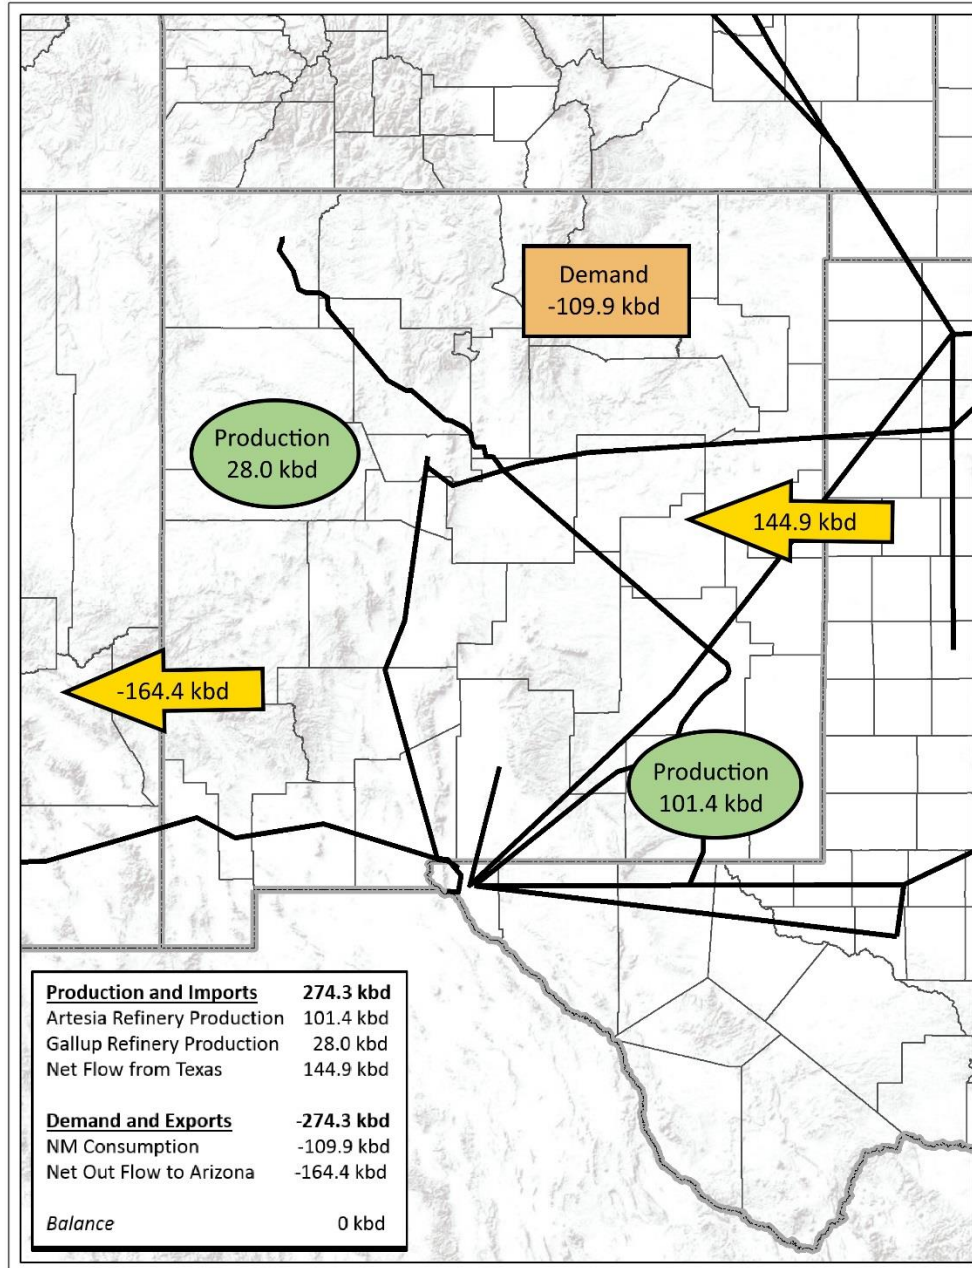 Demand
-109.9 kbd
Production
28.0 kbd
144.9 kbd
-164.4 kbd
Production
101.4 kbd
Production and Imports 274.3 kbd
Artesia Refinery Production 101.4 kbd
Gallup Refinery Production 28.0 kbd
Net Flow from Texas 144.9 kbd
Demand and Exports -274.3 kbd
NM Consumption -109.9 kbd
Net Out Flow to Arizona -164.4 kbd
Balance 0 kbd